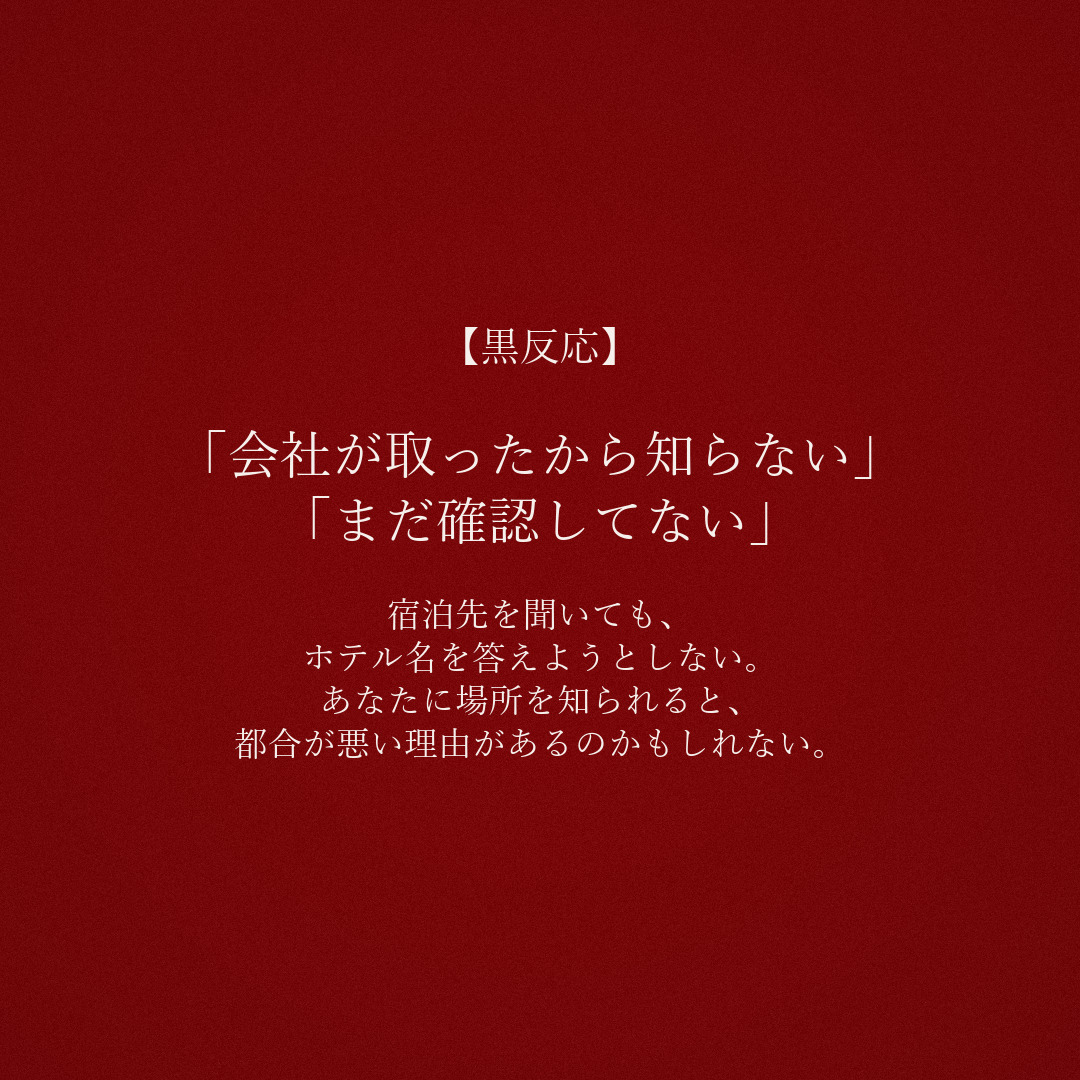 【黒反応】
「会社が取ったから知らない」
「まだ確認してない」
宿泊先を聞いても、
ホテル名を答えようとしない。
あなたに場所を知られると、
都合が悪い理由があるのかもしれない。